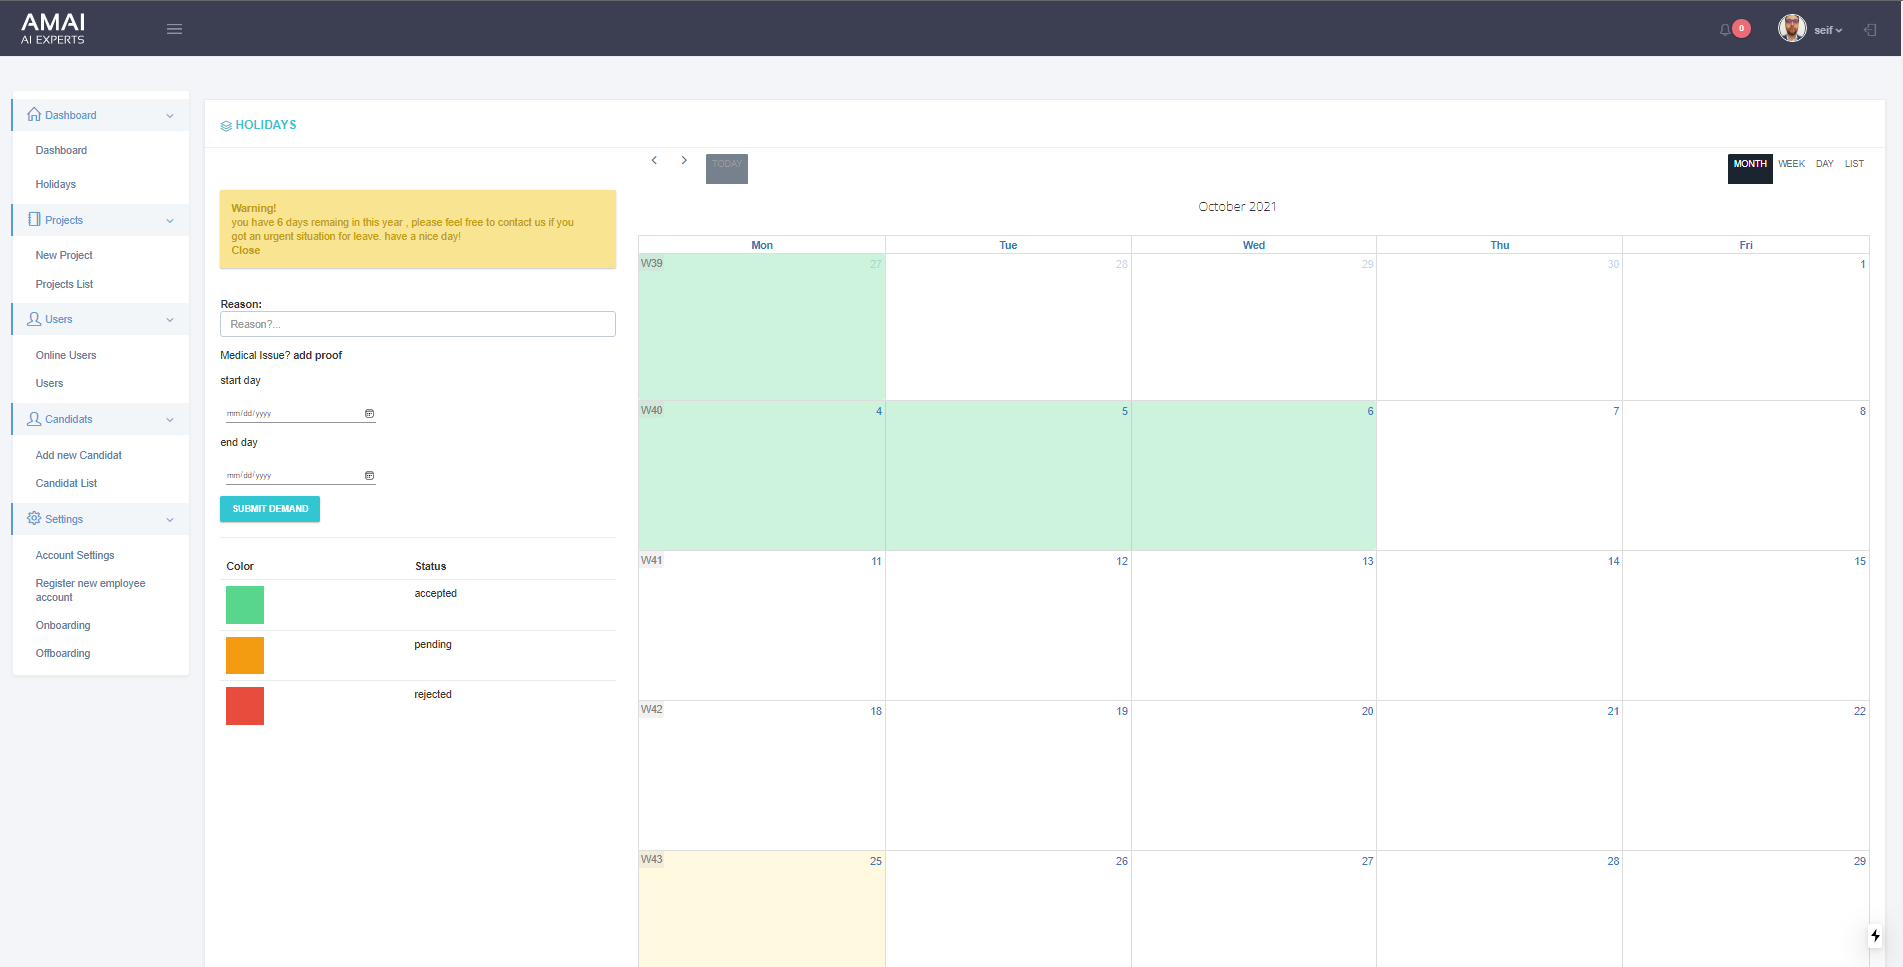 AMAI
AI EXPERTS
0
seif
Dashboard
Dashboard
Holidays
Projects
New Project
Projects List
Users
Online Users
Users
Candidats
Add new Candidat
Candidat List
Settings
Account Settings
Register new employee
account
Onboarding
Offboarding
HOLIDAYS
Warning!
you have 6 days remaing in this year , please feel free to contact us if you
got an urgent situation for leave. have a nice day!
Close
Reason:
Reason?...
Medical Issue? add proof
start day
mm/dd/yyyy
end day
mm/dd/yyyy
SUBMIT DEMAND
Color Status
accepted
pending
rejected
TODAY
MONTH WEEK DAY LIST
October 2021
Mon Tue Wed Thu Fri
W39 27 28 29 30 1
W40 4 5 6 7 8
W41 11 12 13 14 15
W42 18 19 20 21 22
W43 25 26 27 28 29